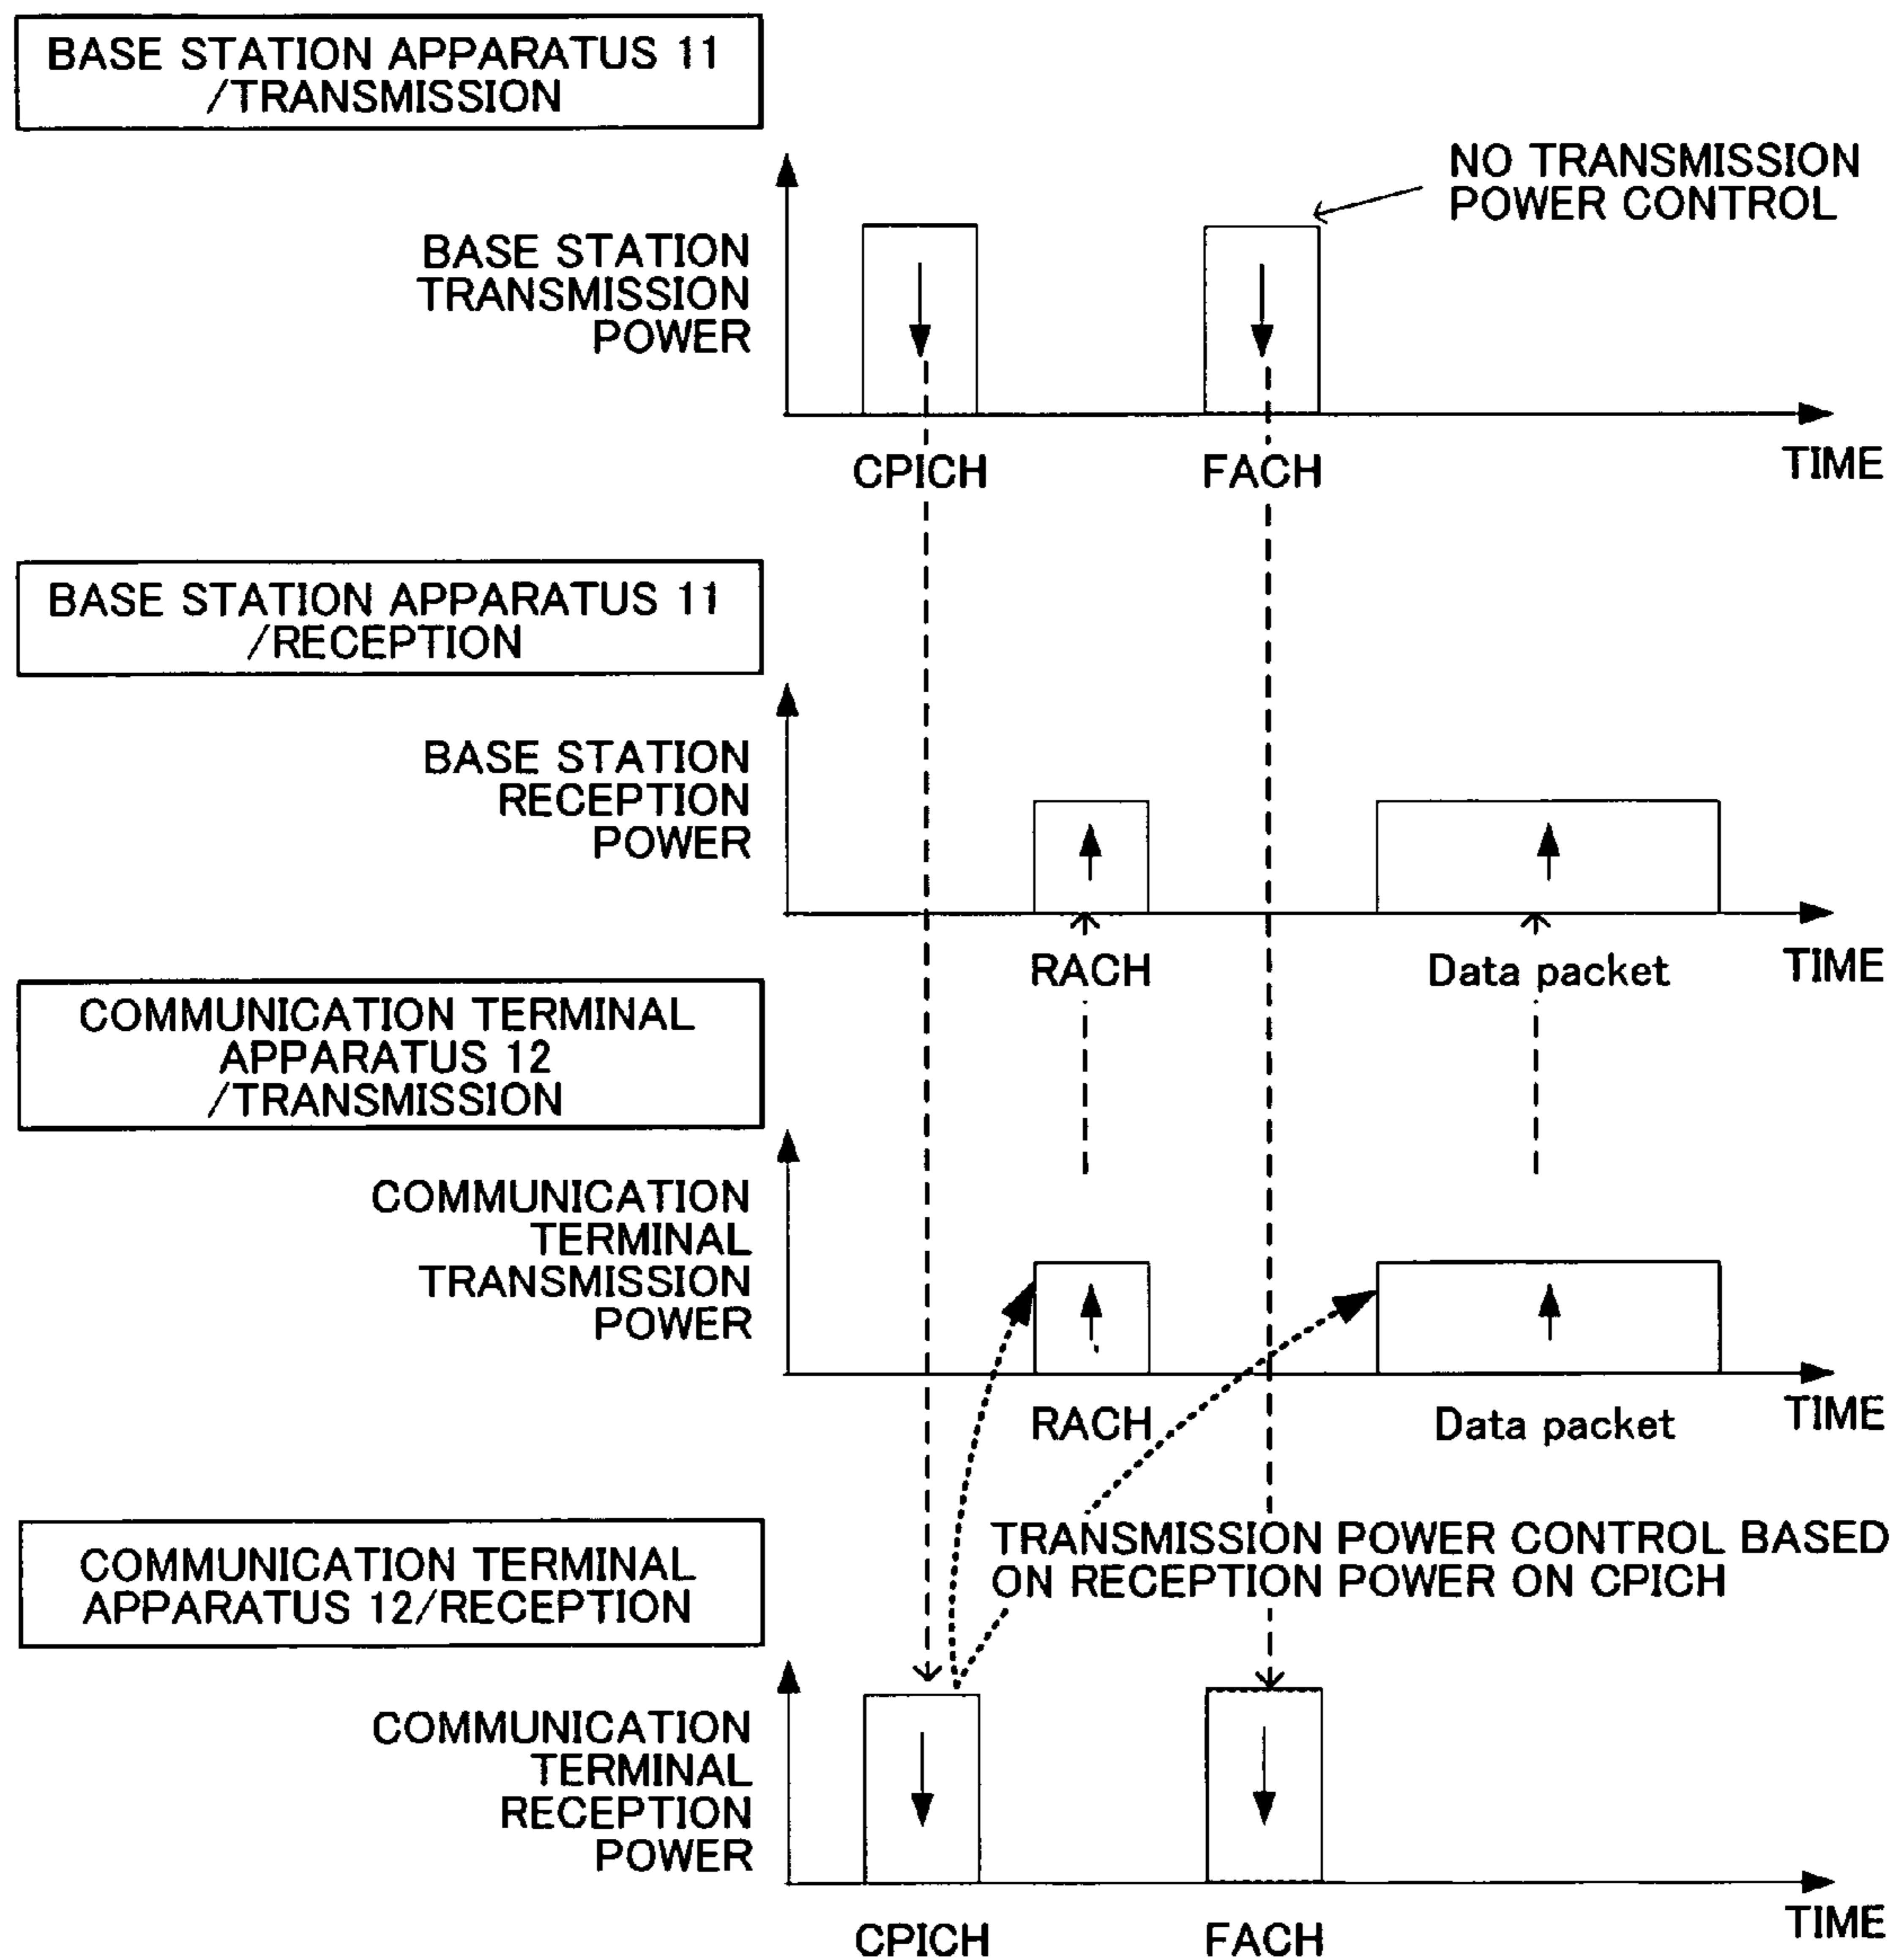 BASE STATION APPARATUS 11
/TRANSMISSION
NO TRANSMISSION
POWER CONTROL
BASE STATION
TRANSMISSION
POWER
CPICH
FACH
TIME
BASE STATION APPARATUS 11
/RECEPTION
BASE STATION
RECEPTION
POWER
RACH
Data packet
TIME
COMMUNICATION TERMINAL
APPARATUS 12
/TRANSMISSION
COMMUNICATION
TERMINAL
TRANSMISSION
POWER
RACH
Data packet
TIME
TRANSMISSION POWER CONTROL BASED
ON RECEPTION POWER ON CPICH
COMMUNICATION TERMINAL
APPARATUS 12/RECEPTION
COMMUNICATION
TERMINAL
RECEPTION
POWER
CPICH
FACH
TIME